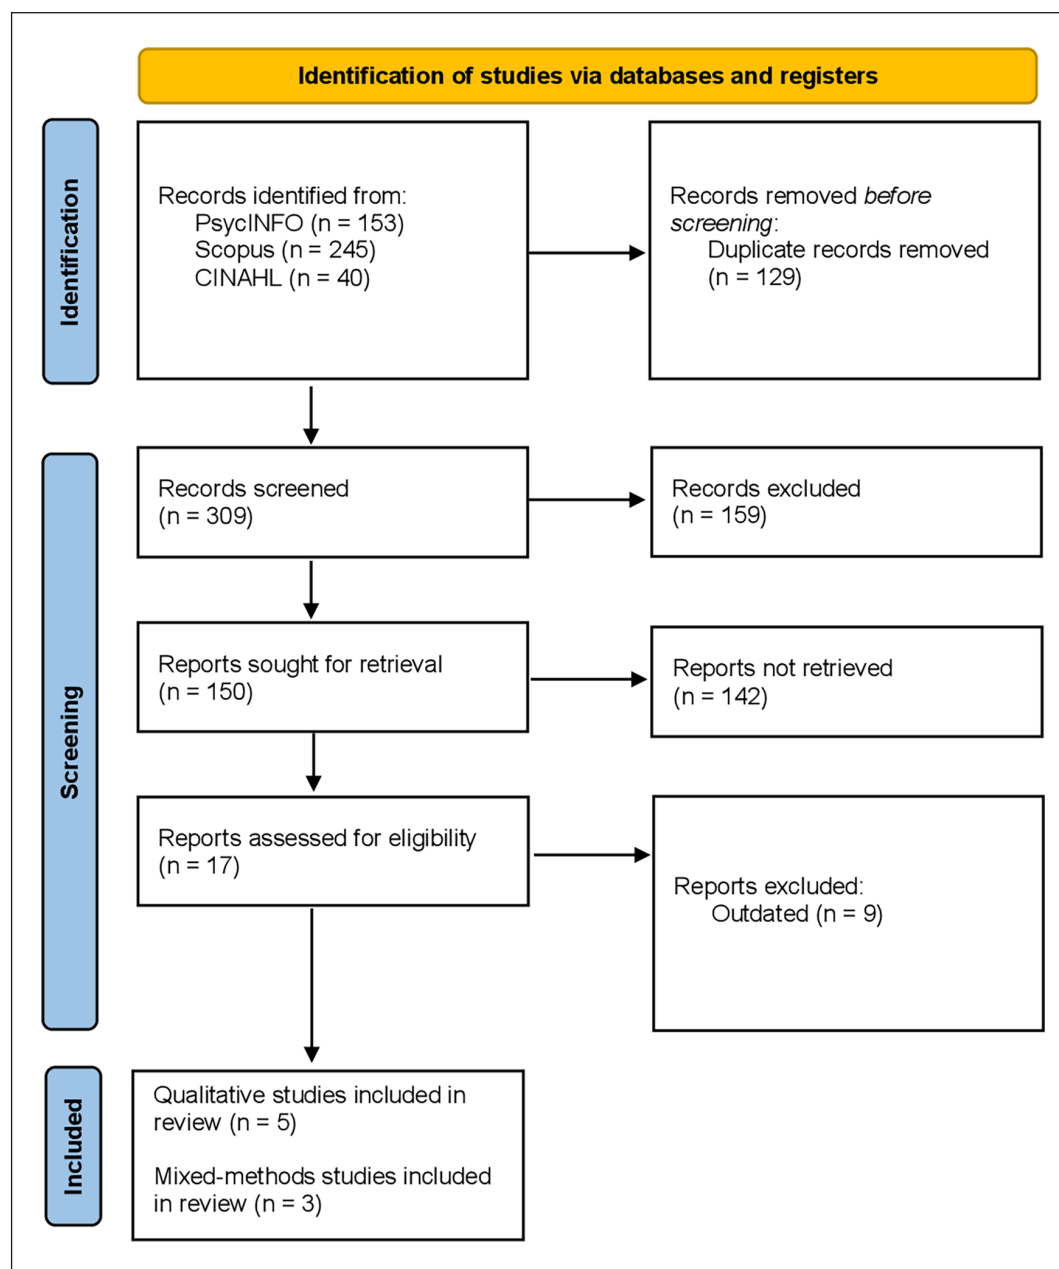 Identification of studies via databases and registers
Identification
Records identified from:
PsycINFO (n = 153)
Scopus (n = 245)
CINAHL (n = 40)
Records removed before
screening:
Duplicate records removed
(n = 129)
Screening
Records screened
(n = 309)
Records excluded
(n = 159)
Reports sought for retrieval
(n = 150)
Reports not retrieved
(n = 142)
Reports assessed for eligibility
(n = 17)
Reports excluded:
Outdated (n = 9)
Included
Qualitative studies included in
review (n = 5)
Mixed-methods studies included
in review (n = 3)